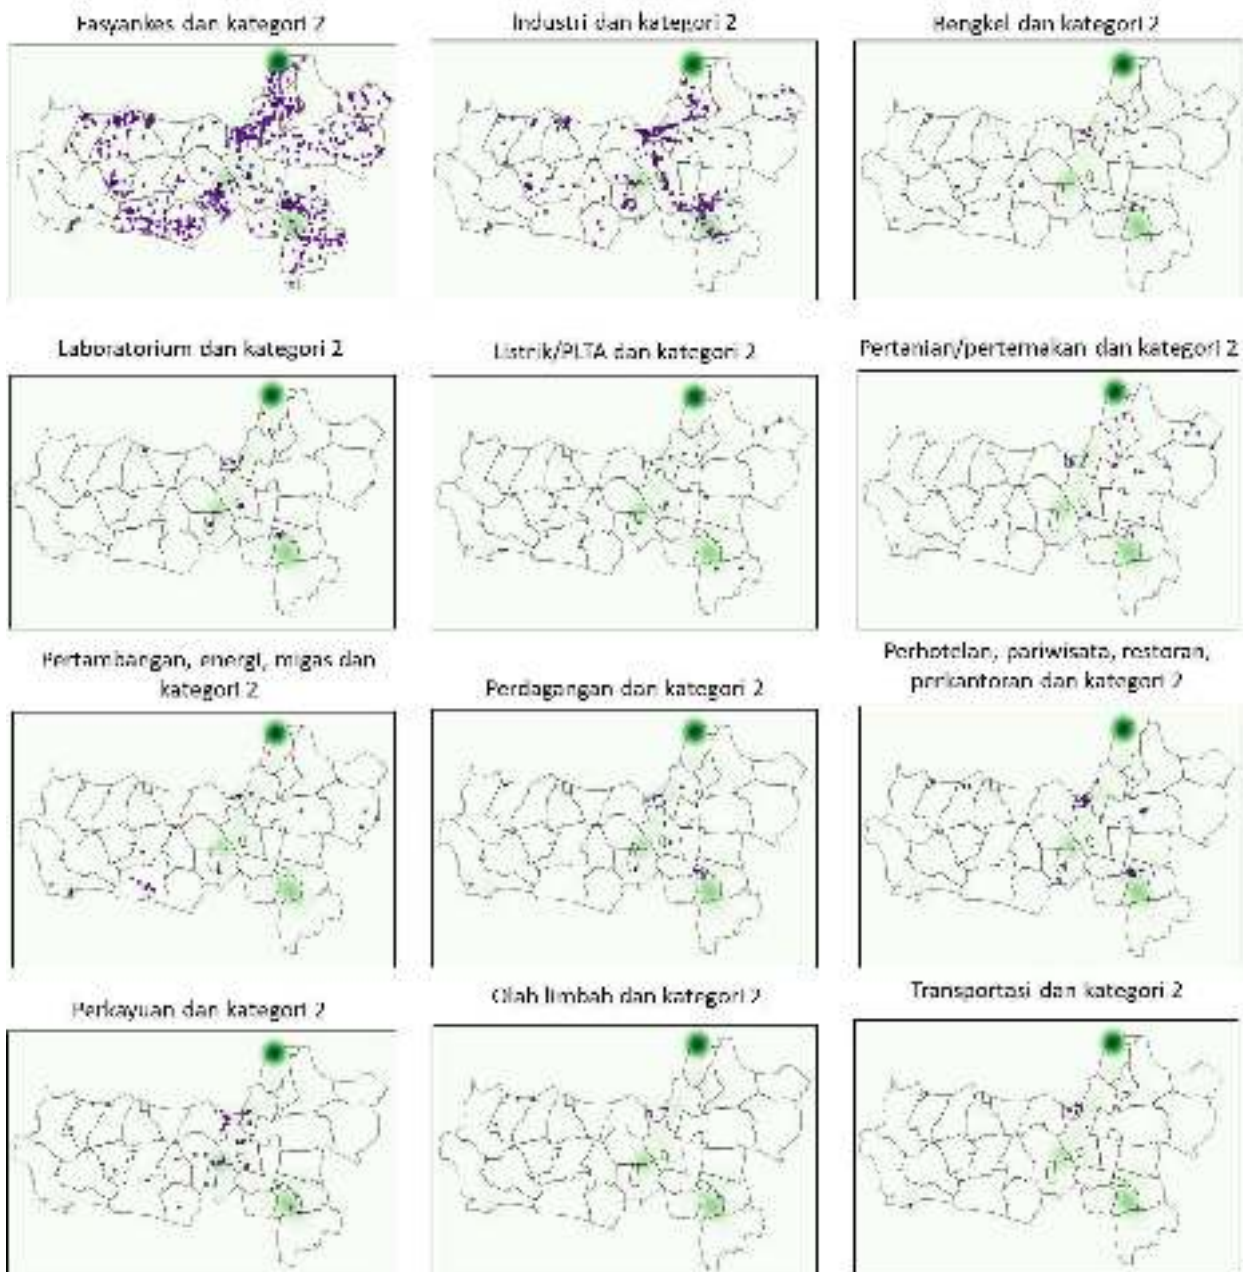 Fasyankes dan kategori 2
Industri dan kategori 2
Bengkel dan kategori 2
Laboratorium dan kategori 2
Listrik/PLTA dan kategori 2
Pertanian/perternakan dan kategori 2
Pertambangan, energi, migas dan
kategori 2
Perdagangan dan kategori 2
Perhotelan, pariwisata, restoran,
perkantoran dan kategori 2
Perkayuan dan kategori 2
Olah limbah dan kategori 2
Transportasi dan kategori 2